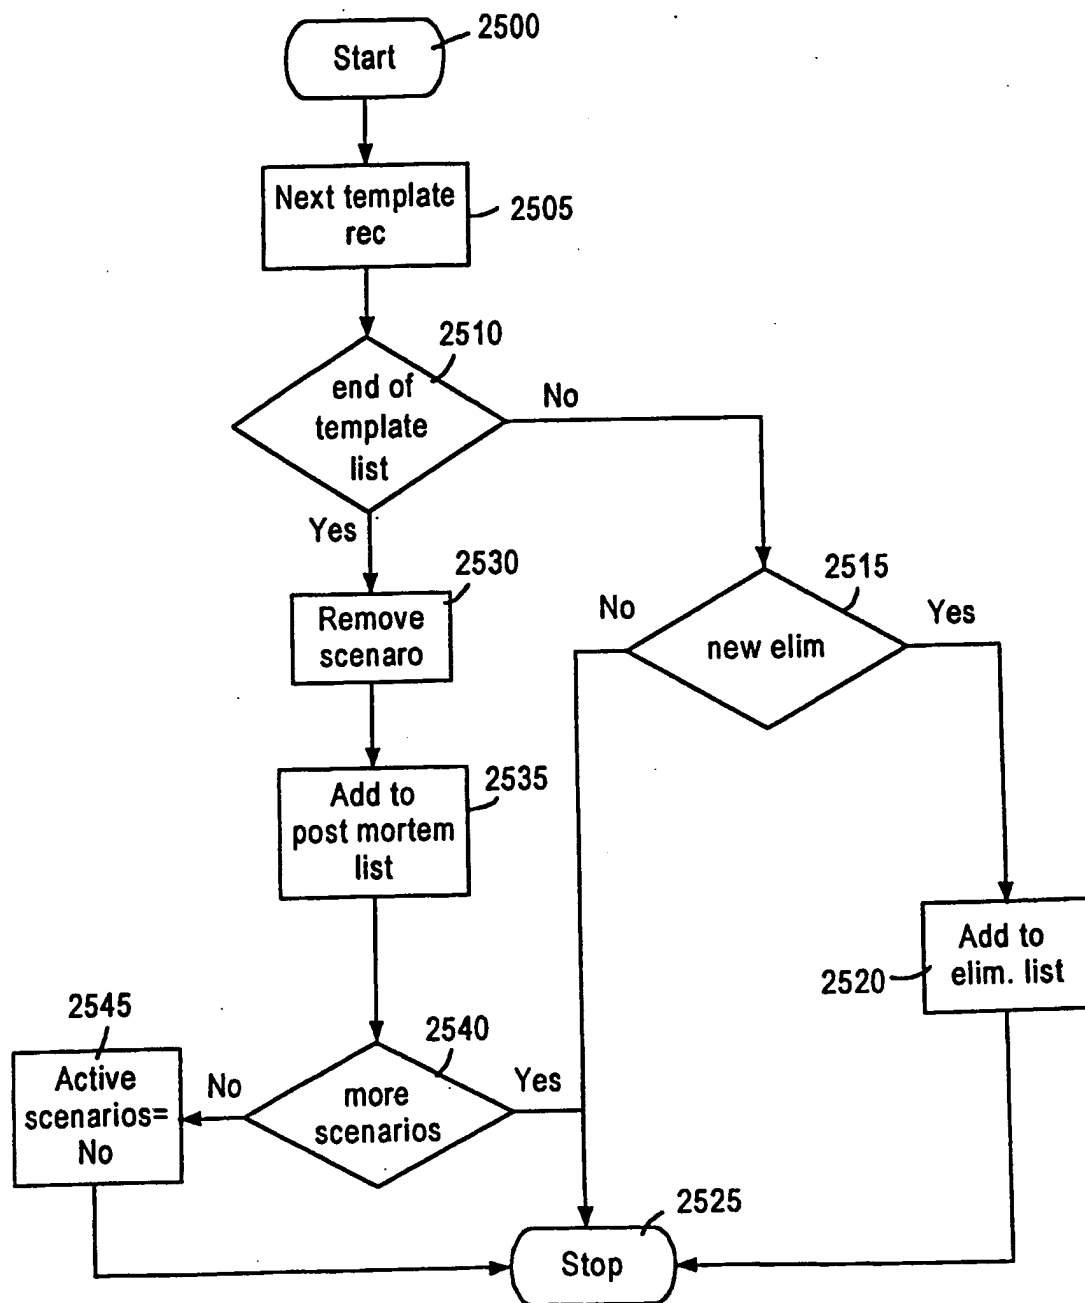 2500
Start
Next template
rec
2505
2510
end of
template
list
No
Yes
2530
Remove
scenaro
2515
No
Yes
new elim
2535
Add to
post mortem
list
Add to
elim. list
2520
2545
2540
Active
scenarios=
No
No
more
scenarios
Yes
2525
Stop